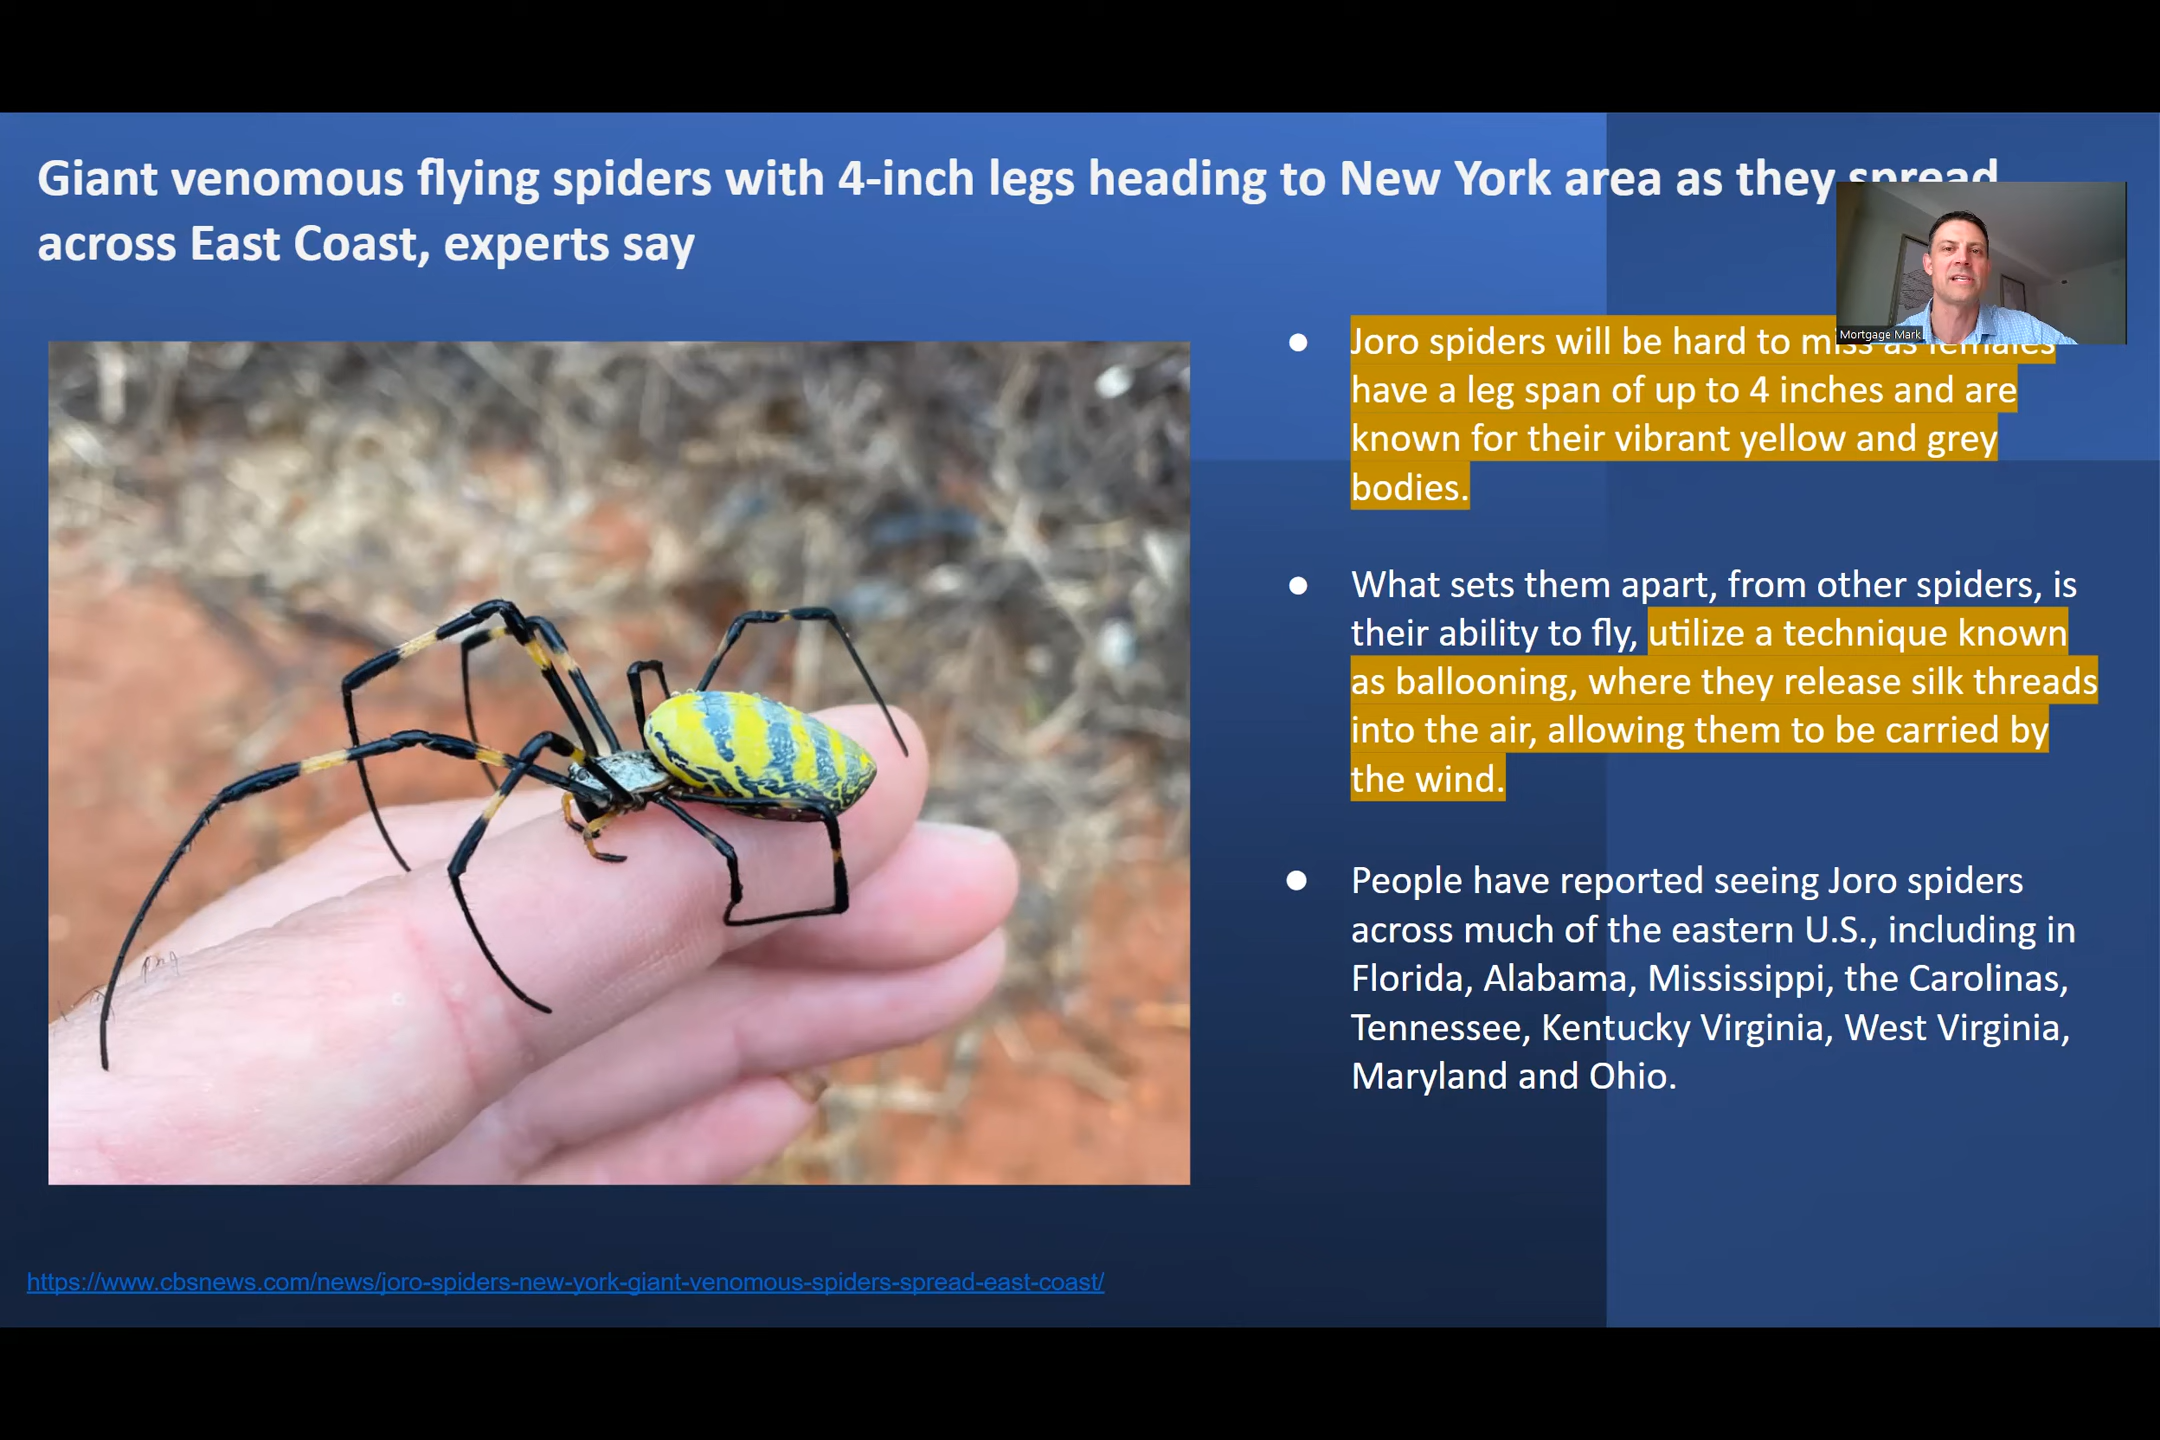 Giant venomous flying spiders with 4-inch legs heading to New York area as they spread
across East Coast, experts say
Mortgage Mark
Joro spiders will be hard to miss as females
have a leg span of up to 4 inches and are
known for their vibrant yellow and grey
bodies.
What sets them apart, from other spiders, is
their ability to fly, utilize a technique known
as ballooning, where they release silk threads
into the air, allowing them to be carried by
the wind.
People have reported seeing Joro spiders
across much of the eastern U.S., including in
Florida, Alabama, Mississippi, the Carolinas,
Tennessee, Kentucky Virginia, West Virginia,
Maryland and Ohio.
https://www.cbsnews.com/news/joro-spiders-new-york-giant-venomous-spiders-spread-east-coast/